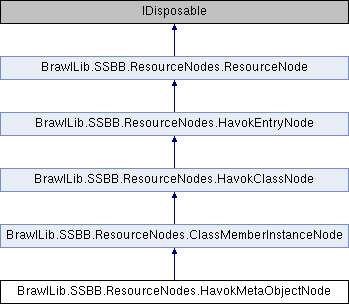 IDisposable
BrawlLib.SSBB.ResourceNodes.ResourceNode
BrawlLib.SSBB.ResourceNodes.HavokEntryNode
BrawlLib.SSBB.ResourceNodes.HavokClassNode
BrawlLib.SSBB.ResourceNodes.ClassMemberInstanceNode
BrawlLib.SSBB.ResourceNodes.HavokMetaObjectNode